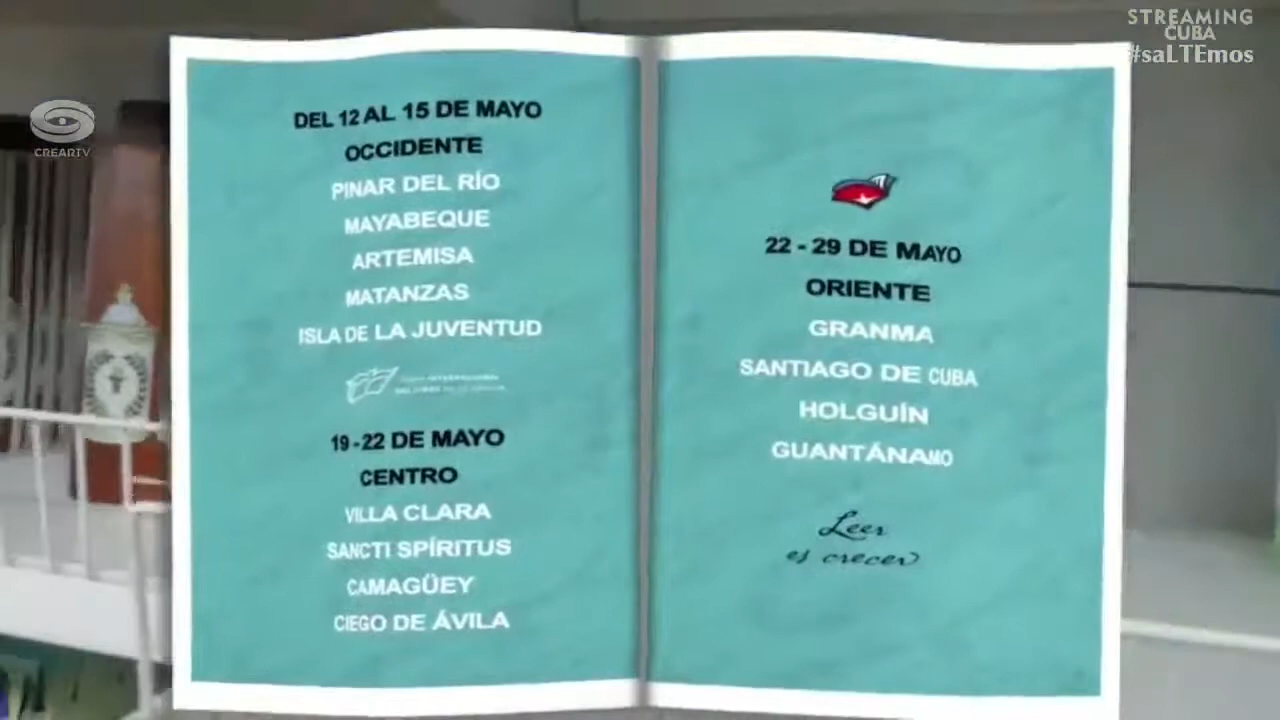 STREAMING
CUBA
#saLTEmos
CREARTV
DEL 12 AL 15 DE MAYO
OCCIDENTE
PINAR DEL RÍO
MAYABEQUE
ARTEMISA
MATANZAS
ISLA DE LA JUVENTUD
INTERNACIONAL
19-22 DE MAYO
CENTRO
VILLA CLARA
SANCTI SPÍRITUS
CAMAGÜEY
CIEGO DE ÁVILA
22 - 29 DE MAYO
ORIENTE
GRANMA
SANTIAGO DE CUBA
HOLGUÍN
GUANTÁNAMO
Leer
es crecer